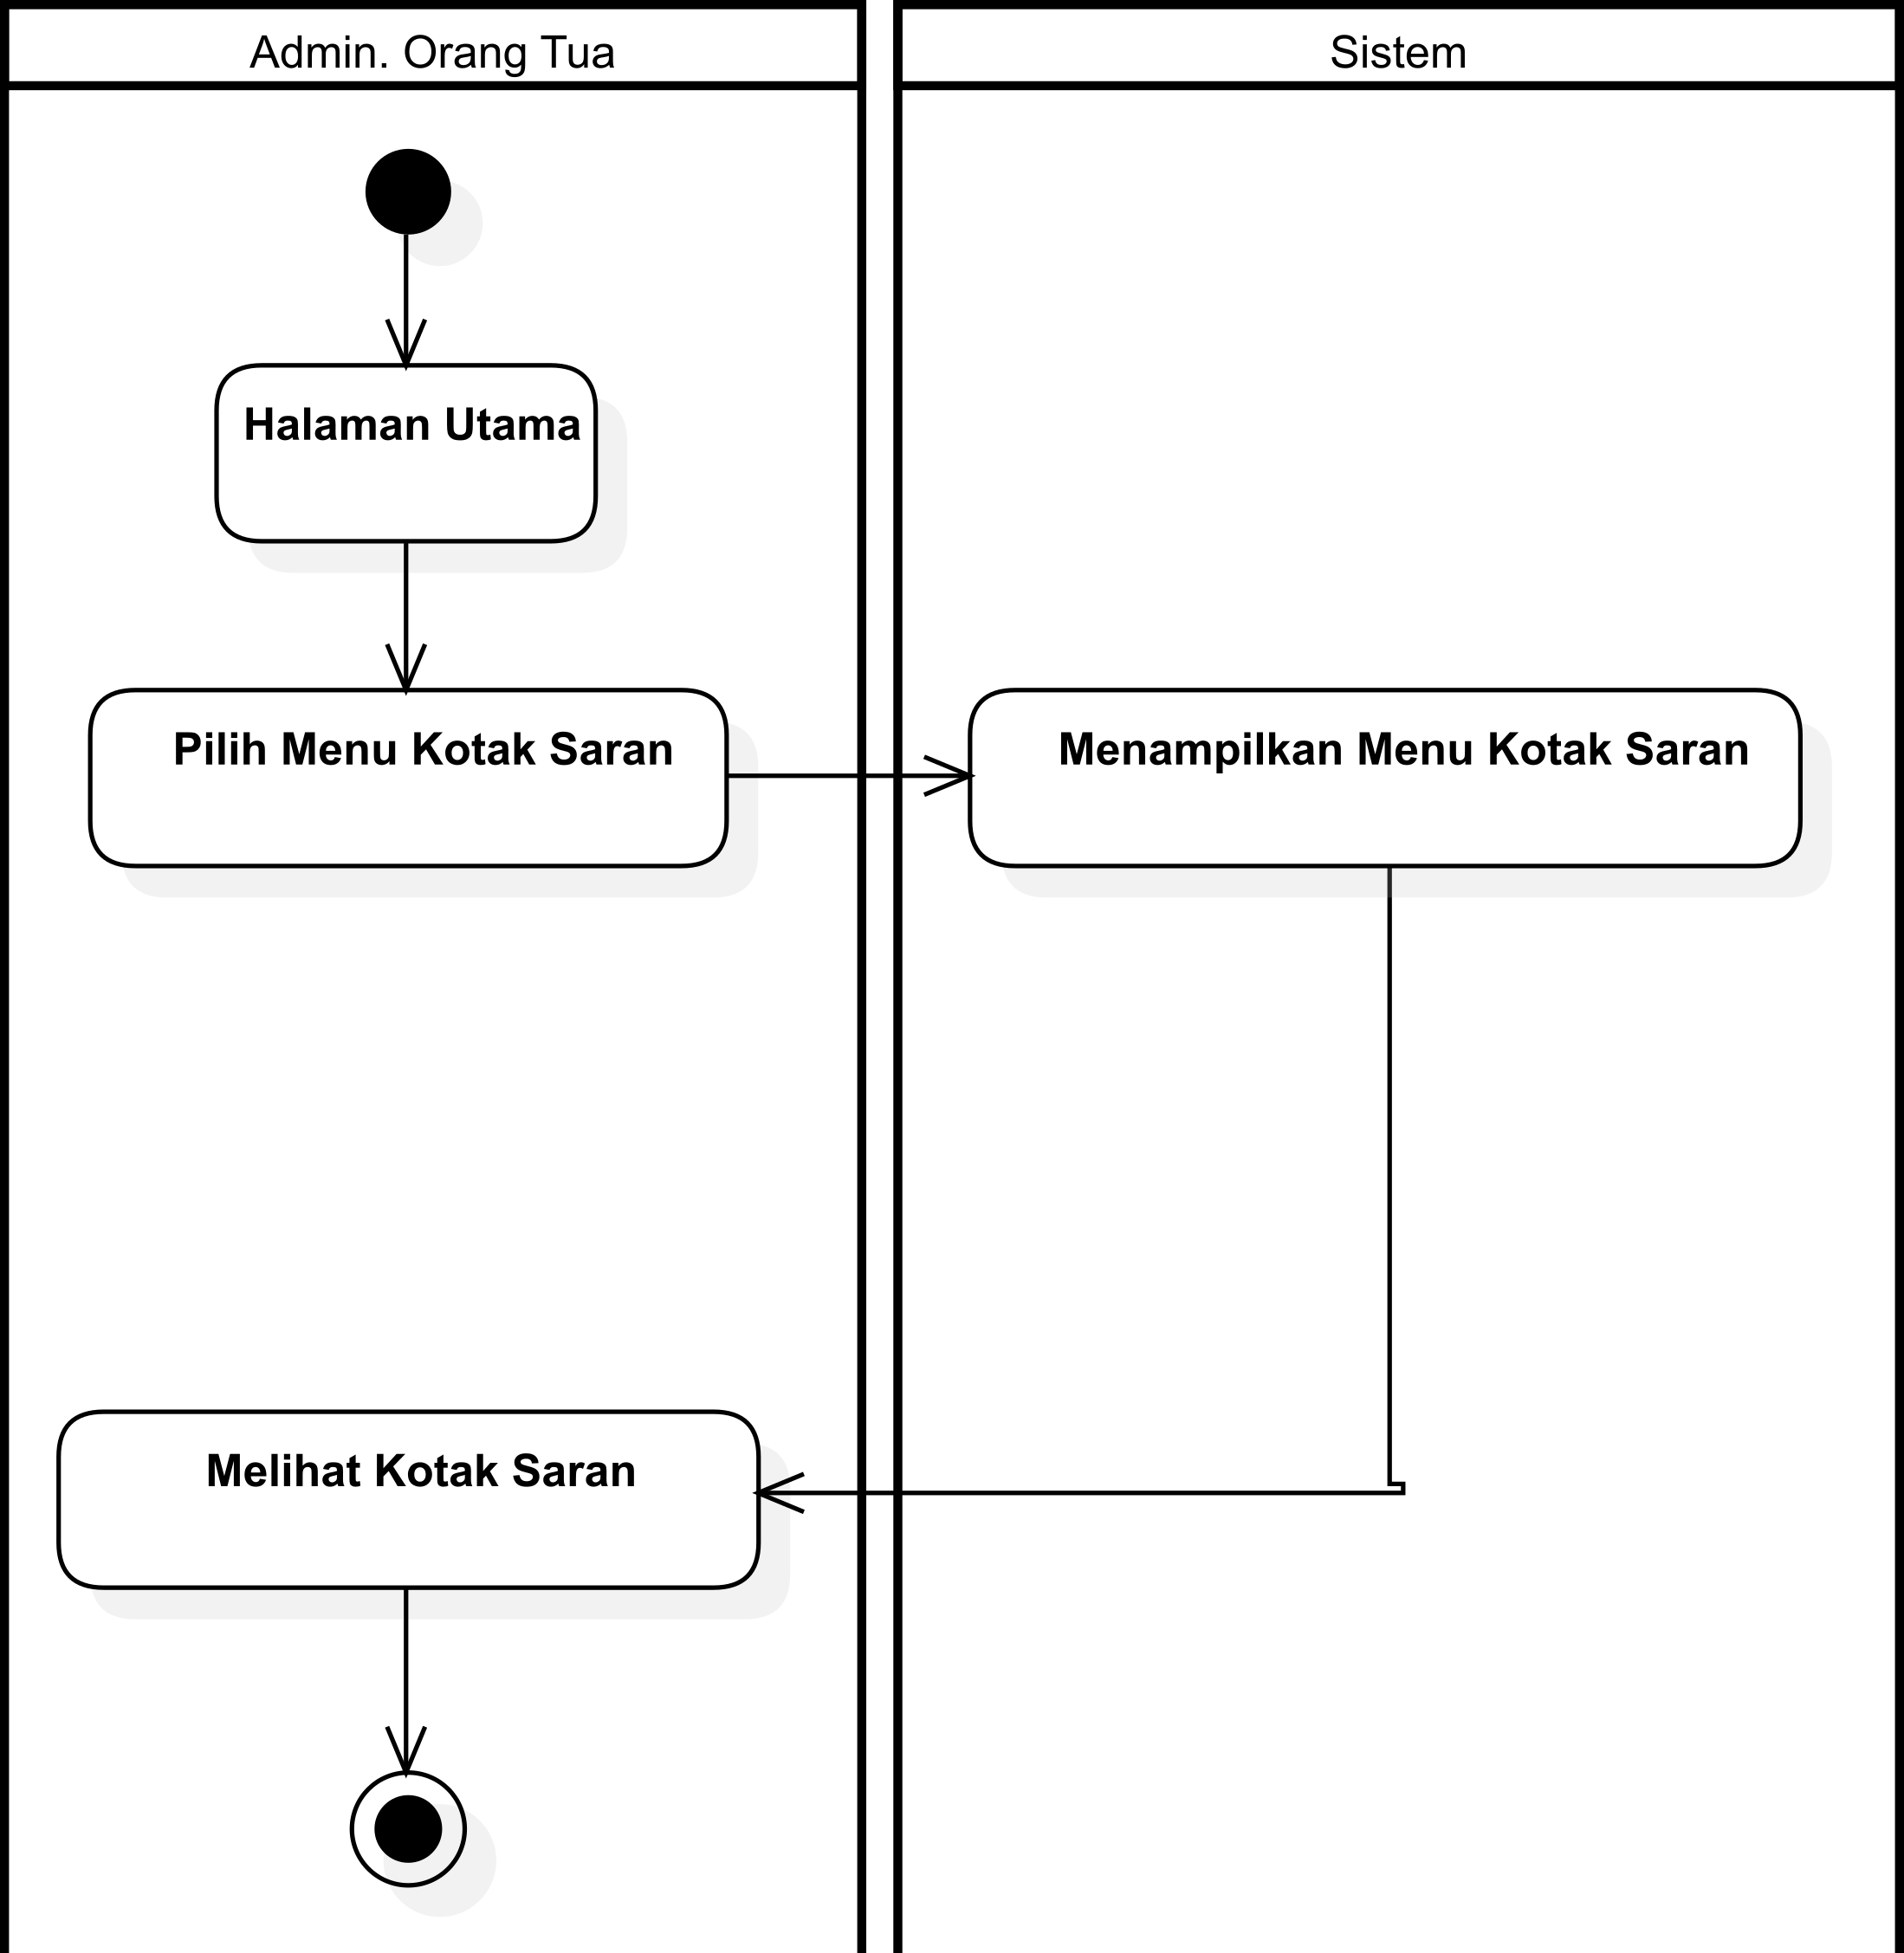 Admin. Orang Tua
Sistem
Halaman Utama
Pilih Menu Kotak Saran
Menampilkan Menu Kotak Saran
Melihat Kotak Saran